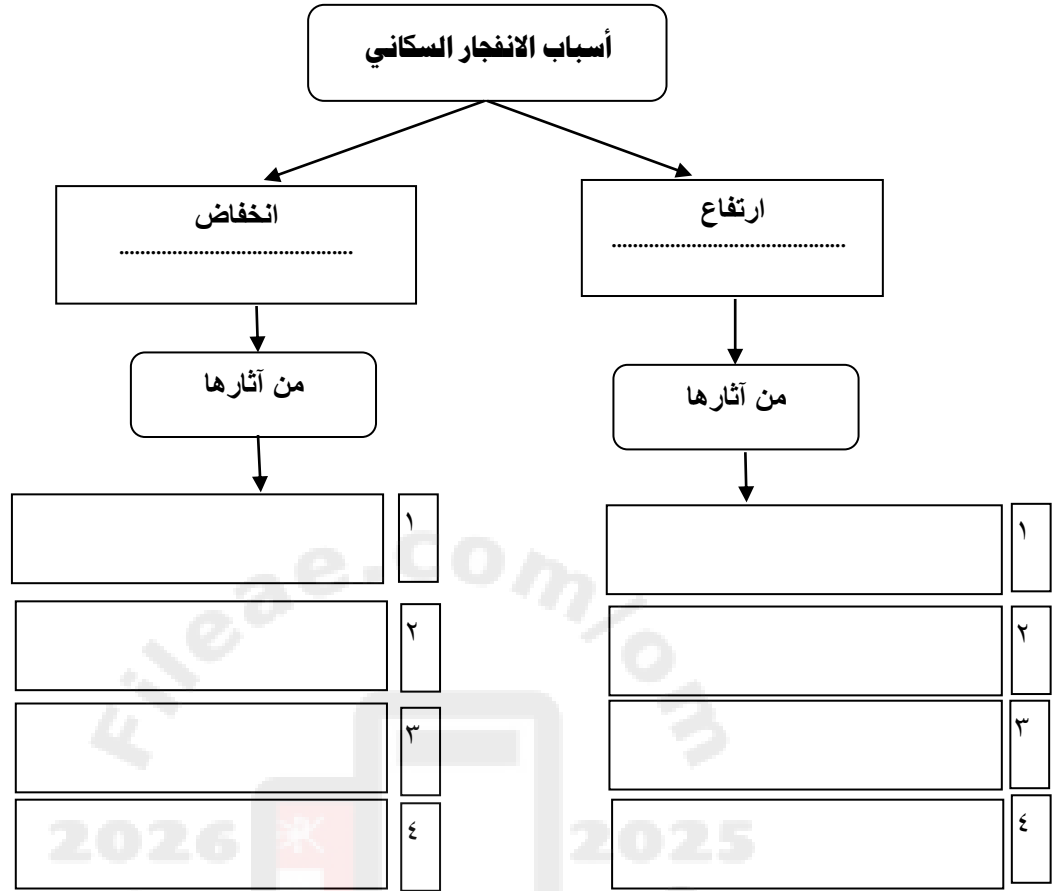 أسباب الانفجار السكاني
ارتفاع
............................................
انخفاض
............................................
من آثارها
من آثارها
١
١
٢
٢
٣
٣
٤
٤
Fileae.com/om
2026
2025